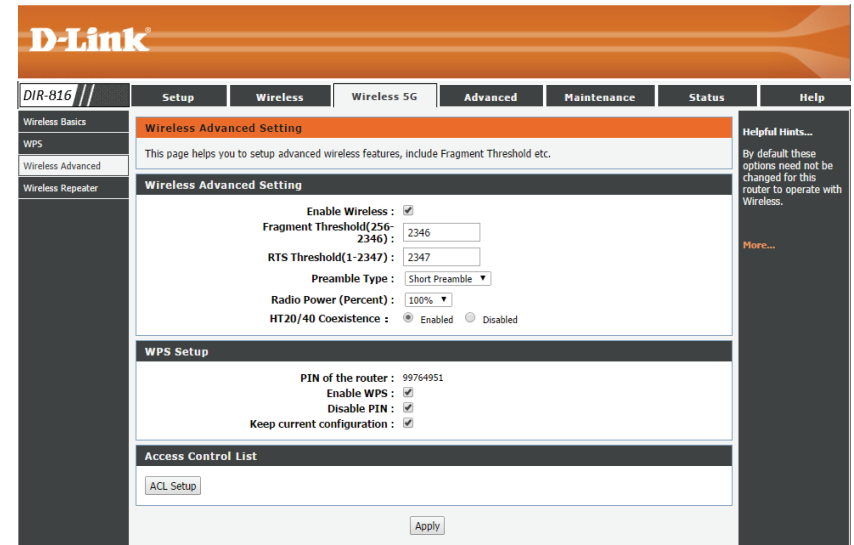 D-Link
DIR-816 //
Setup
Wireless
Wireless 5G
Advanced
Maintenance
Status
Help
Wireless Basics
WPS
Wireless Advanced
Wireless Repeater
Wireless Advanced Setting
This page helps you to setup advanced wireless features, include Fragment Threshold etc.
Wireless Advanced Setting
Enable Wireless :
Fragment Threshold(256-
2346) : 2346
RTS Threshold(1-2347) : 2347
Preamble Type : Short Preamble
Radio Power (Percent) : 100%
HT20/40 Coexistence : Enabled Disabled
WPS Setup
PIN of the router : 99764951
Enable WPS :
Disable PIN :
Keep current configuration :
Access Control List
ACL Setup
Apply
Helpful Hints...
By default these
options need not be
changed for this
router to operate with
Wireless.
More...